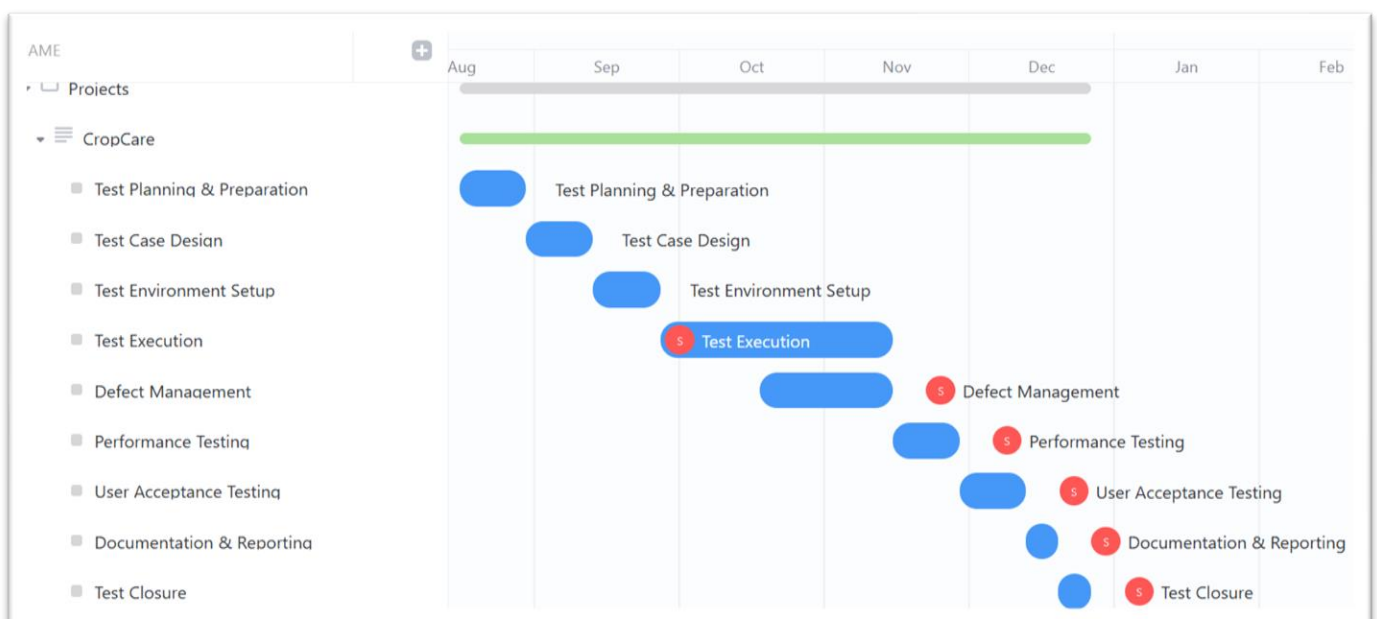 AME
Aug Sep Oct Nov Dec Jan Feb
Projects
CropCare
Test Planning & Preparation Test Planning & Preparation
Test Case Design Test Case Design
Test Environment Setup Test Environment Setup
Test Execution S Test Execution
Defect Management S Defect Management
Performance Testing S Performance Testing
User Acceptance Testing S User Acceptance Testing
Documentation & Reporting S Documentation & Reporting
Test Closure S Test Closure